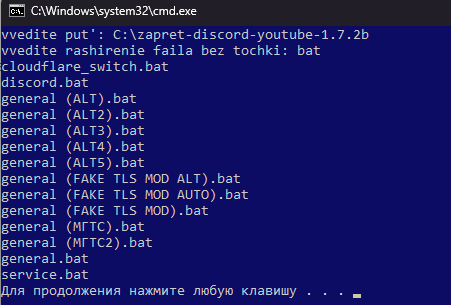 C:\Windows\system32\cmd.exe
vvedite put': C:\zapret-discord-youtube-1.7.2b
vvedite rashirenie faila bez tochki: bat
cloudflare_switch.bat
discord.bat
general (ALT).bat
general (ALT2).bat
general (ALT3).bat
general (ALT4).bat
general (ALT5).bat
general (FAKE TLS MOD ALT).bat
general (FAKE TLS MOD AUTO).bat
general (FAKE TLS MOD).bat
general (МГТС).bat
general (МГТС2).bat
general.bat
service.bat
Для продолжения нажмите любую клавишу . . .